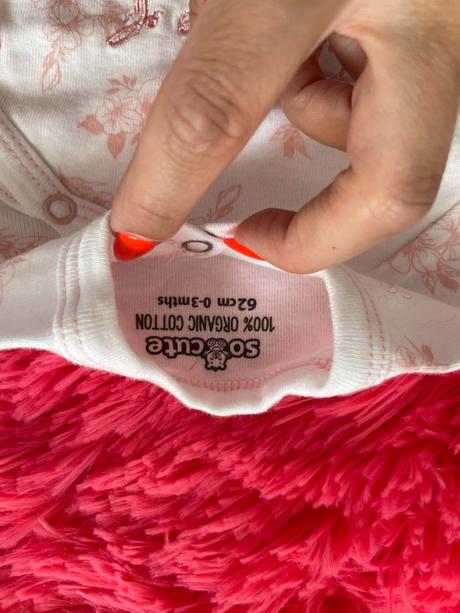 so cute
100% ORGANIC COTTON
62cm 0-3mths